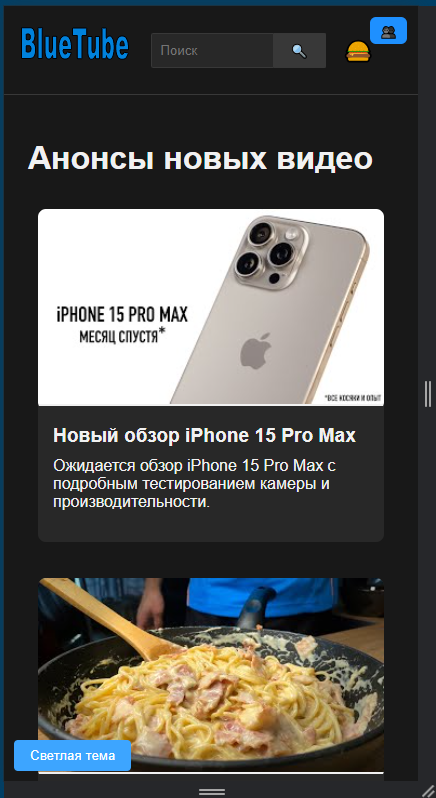 BlueTube
Поиск
Анонсы новых видео
iPHONE 15 PRO MAX
МЕСЯЦ СПУСТЯ*
*ВСЕ КОСЯКИ И ОПЫТ
Новый обзор iPhone 15 Pro Max
Ожидается обзор iPhone 15 Pro Max с
подробным тестированием камеры и
производительности.
Светлая тема